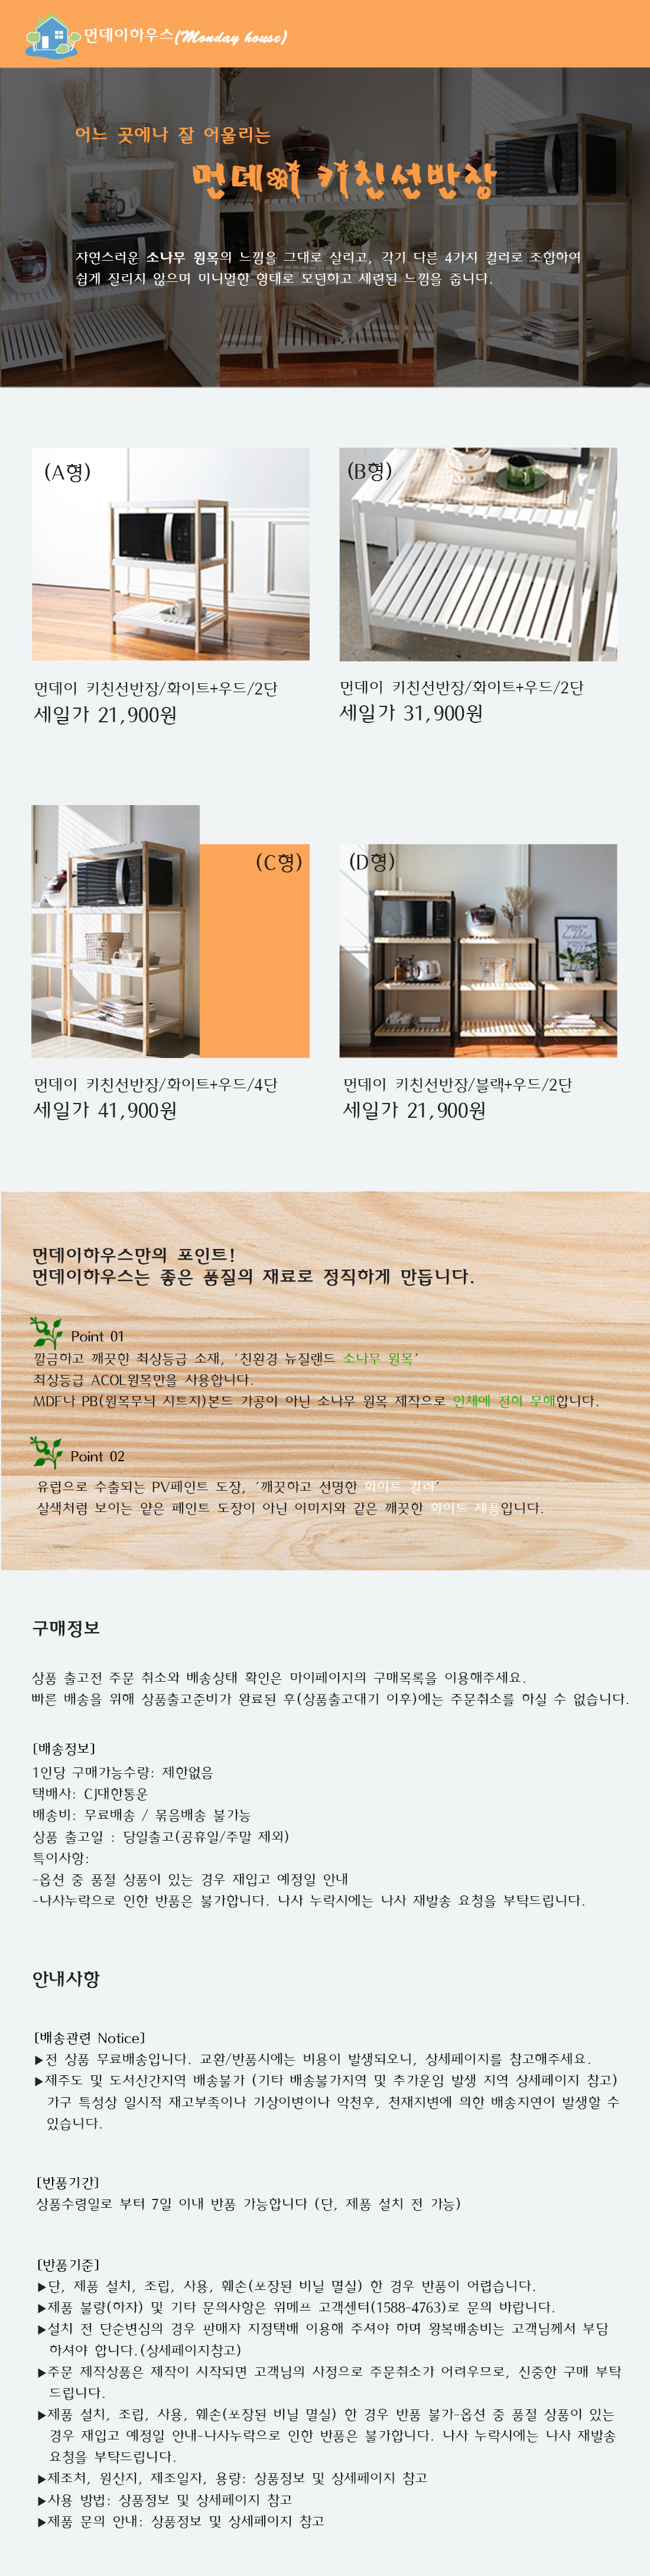 먼데이하우스(Monday house)
어느 곳에나 잘 어울리는
먼데이 키친선반장
자연스러운 소나무 원목의 느낌을 그대로 살리고, 각기 다른 4가지 컬러로 조합하여
쉽게 질리지 않으며 미니멀한 형태로 모던하고 세련된 느낌을 줍니다.
(A형)
(B형)
먼데이 키친선반장/화이트+우드/2단
세일가 21,900원
먼데이 키친선반장/화이트+우드/2단
세일가 31,900원
(C형)
(D형)
먼데이 키친선반장/화이트+우드/4단
세일가 41,900원
먼데이 키친선반장/블랙+우드/2단
세일가 21,900원
먼데이하우스만의 포인트!
먼데이하우스는 좋은 품질의 재료로 정직하게 만듭니다.
Point 01
깔끔하고 깨끗한 최상등급 소재, '친환경 뉴질랜드 소나무 원목'
최상등급 ACOL원목만을 사용합니다.
MDF나 PB(원목무늬 시트지)본드 가공이 아닌 소나무 원목 제작으로 인체에 전혀 무해합니다.
Point 02
유럽으로 수출되는 PV페인트 도장, '깨끗하고 선명한 화이트 컬러'
살색처럼 보이는 얇은 페인트 도장이 아닌 이미지와 같은 깨끗한 화이트 제품입니다.
구매정보
상품 출고전 주문 취소와 배송상태 확인은 마이페이지의 구매목록을 이용해주세요.
빠른 배송을 위해 상품출고준비가 완료된 후(상품출고대기 이후)에는 주문취소를 하실 수 없습니다.
[배송정보]
1인당 구매가능수량: 제한없음
택배사: CJ대한통운
배송비: 무료배송 / 묶음배송 불가능
상품 출고일 : 당일출고(공휴일/주말 제외)
특이사항:
-옵션 중 품절 상품이 있는 경우 재입고 예정일 안내
-나사누락으로 인한 반품은 불가합니다. 나사 누락시에는 나사 재발송 요청을 부탁드립니다.
안내사항
[배송관련 Notice]
▶전 상품 무료배송입니다. 교환/반품시에는 비용이 발생되오니, 상세페이지를 참고해주세요.
▶제주도 및 도서산간지역 배송불가 (기타 배송불가지역 및 추가운임 발생 지역 상세페이지 참고)
가구 특성상 일시적 재고부족이나 기상이변이나 악천후, 천재지변에 의한 배송지연이 발생할 수
있습니다.
[반품기간]
상품수령일로 부터 7일 이내 반품 가능합니다 (단, 제품 설치 전 가능)
[반품기준]
▶단, 제품 설치, 조립, 사용, 훼손(포장된 비닐 멸실) 한 경우 반품이 어렵습니다.
▶제품 불량(하자) 및 기타 문의사항은 위메프 고객센터(1588-4763)로 문의 바랍니다.
▶설치 전 단순변심의 경우 판매자 지정택배 이용해 주셔야 하며 왕복배송비는 고객님께서 부담
하셔야 합니다.(상세페이지참고)
▶주문 제작상품은 제작이 시작되면 고객님의 사정으로 주문취소가 어려우므로, 신중한 구매 부탁
드립니다.
▶제품 설치, 조립, 사용, 훼손(포장된 비닐 멸실) 한 경우 반품 불가-옵션 중 품절 상품이 있는
경우 재입고 예정일 안내-나사누락으로 인한 반품은 불가합니다. 나사 누락시에는 나사 재발송
요청을 부탁드립니다.
▶제조처, 원산지, 제조일자, 용량: 상품정보 및 상세페이지 참고
▶사용 방법: 상품정보 및 상세페이지 참고
▶제품 문의 안내: 상품정보 및 상세페이지 참고